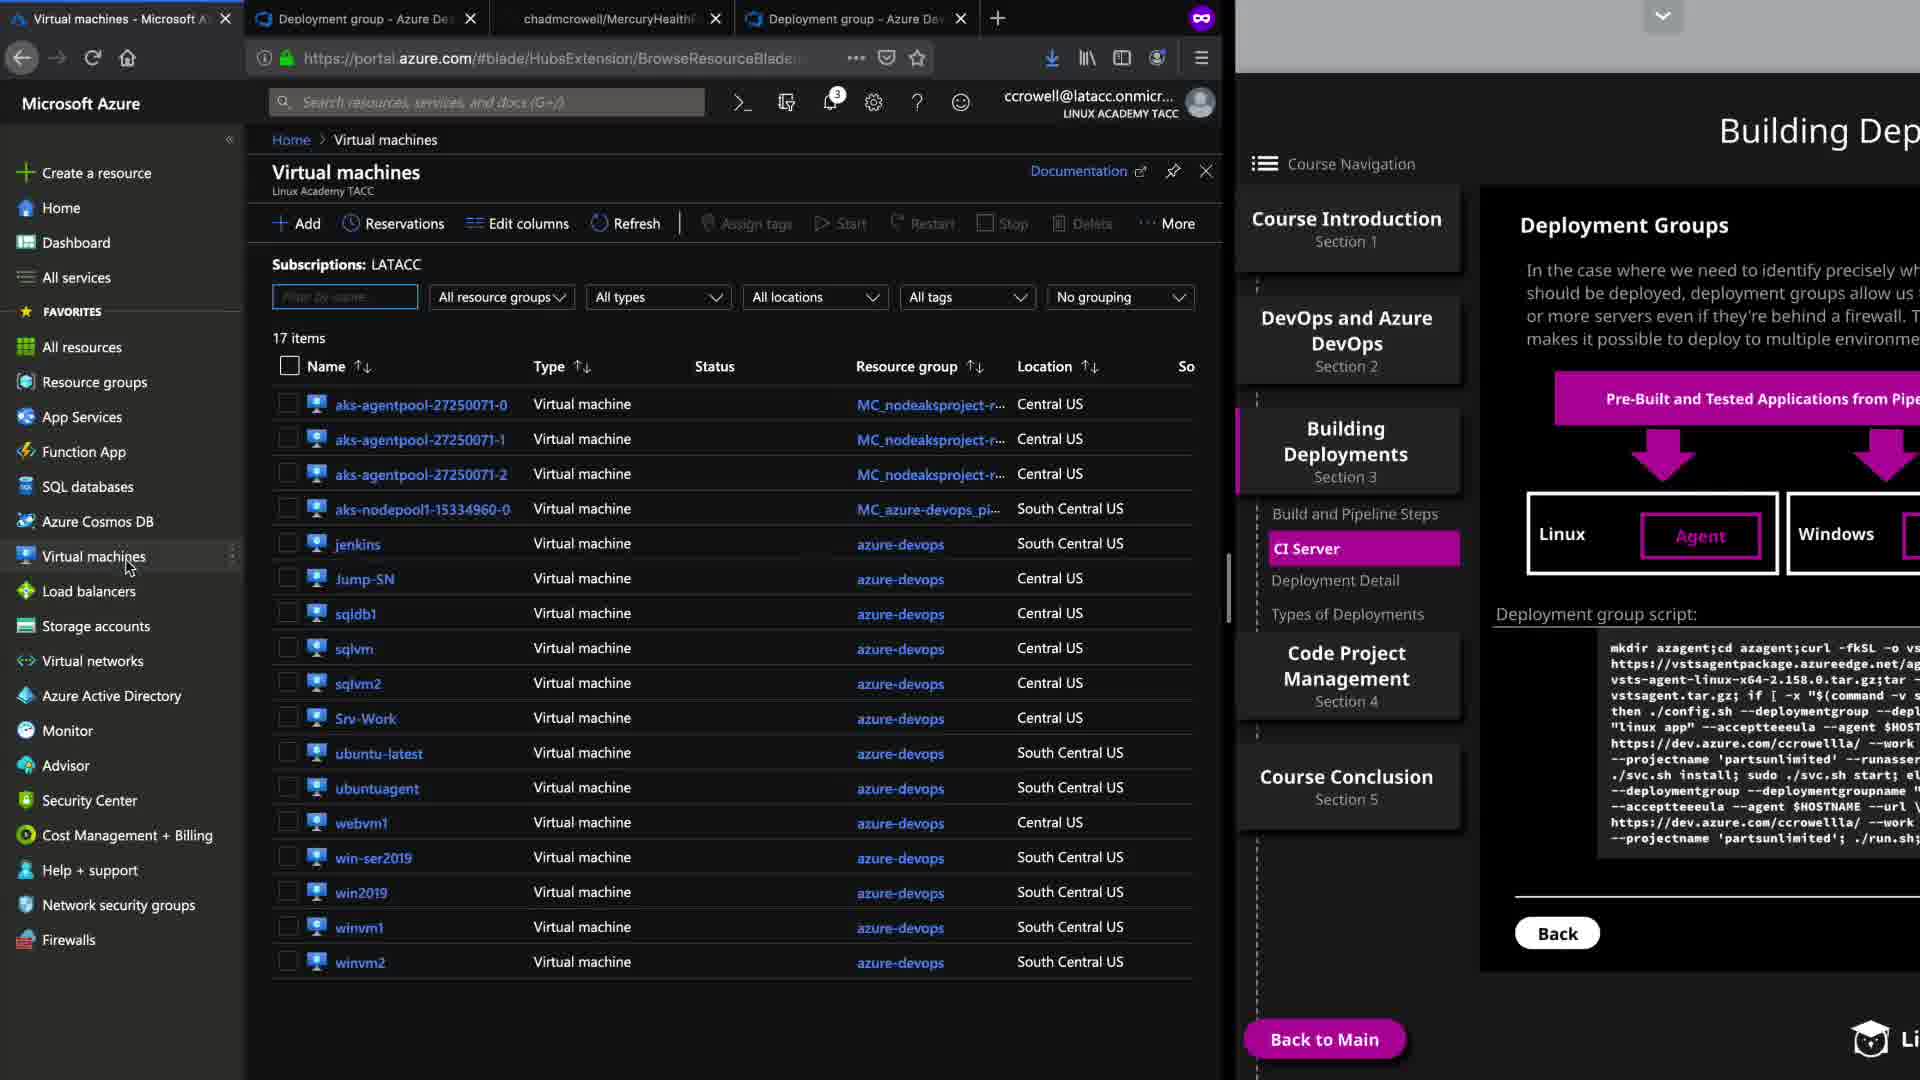 Virtual machines - Microsoft A
Deployment group - Azure De
chadmcrowell/MercuryHealth
Deployment group - Azure Dev
https://portal.azure.com/#blade/HubsExtension/BrowseResourceBlade
Microsoft Azure
Search resources, services, and docs (G+/)
3
ccrowell@latacc.onmicr...
LINUX ACADEMY TACC
Home > Virtual machines
Virtual machines
Linux Academy TACC
Documentation
Add
Reservations
Edit columns
Refresh
Assign tags
Start
Restart
Stop
Delete
More
Subscriptions: LATACC
Filter by name...
All resource groups
All types
All locations
All tags
No grouping
17 items
Name Type Status Resource group Location So
aks-agentpool-27250071-0 Virtual machine MC_nodeaksproject-r... Central US
aks-agentpool-27250071-1 Virtual machine MC_nodeaksproject-r... Central US
aks-agentpool-27250071-2 Virtual machine MC_nodeaksproject-r... Central US
aks-nodepool1-15334960-0 Virtual machine MC_azure-devops_pi... South Central US
jenkins Virtual machine azure-devops South Central US
Jump-SN Virtual machine azure-devops Central US
sqldb1 Virtual machine azure-devops Central US
sqlvm Virtual machine azure-devops Central US
sqlvm2 Virtual machine azure-devops Central US
Srv-Work Virtual machine azure-devops Central US
ubuntu-latest Virtual machine azure-devops South Central US
ubuntuagent Virtual machine azure-devops South Central US
webvm1 Virtual machine azure-devops Central US
win-ser2019 Virtual machine azure-devops South Central US
win2019 Virtual machine azure-devops South Central US
winvm1 Virtual machine azure-devops South Central US
winvm2 Virtual machine azure-devops South Central US
Create a resource
Home
Dashboard
All services
FAVORITES
All resources
Resource groups
App Services
Function App
SQL databases
Azure Cosmos DB
Virtual machines
Load balancers
Storage accounts
Virtual networks
Azure Active Directory
Monitor
Advisor
Security Center
Cost Management + Billing
Help + support
Network security groups
Firewalls
Building Dep
Course Navigation
Course Introduction
Section 1
DevOps and Azure
DevOps
Section 2
Building
Deployments
Section 3
Build and Pipeline Steps
CI Server
Deployment Detail
Types of Deployments
Code Project
Management
Section 4
Course Conclusion
Section 5
Back to Main
Deployment Groups
In the case where we need to identify precisely wh
should be deployed, deployment groups allow us
or more servers even if they're behind a firewall. T
makes it possible to deploy to multiple environme
Pre-Built and Tested Applications from Pipe
Linux
Agent
Windows
Deployment group script:
mkdir azagent;cd azagent;curl -fkSL -o vs
https://vstsagentpackage.azureedge.net/ag
vsts-agent-linux-x64-2.158.0.tar.gz;tar -
vstsagent.tar.gz; if [ -x "$(command -v s
then ./config.sh --deploymentgroup --depl
"linux app" --acceptteeeula --agent $HOST
https://dev.azure.com/ccrowellla/ --work
--projectname 'partsunlimited' --runasser
./svc.sh install; sudo ./svc.sh start; el
--deploymentgroup --deploymentgroupname "
--acceptteeeula --agent $HOSTNAME --url \
https://dev.azure.com/ccrowellla/ --work
--projectname 'partsunlimited'; ./run.sh;
Back
Li